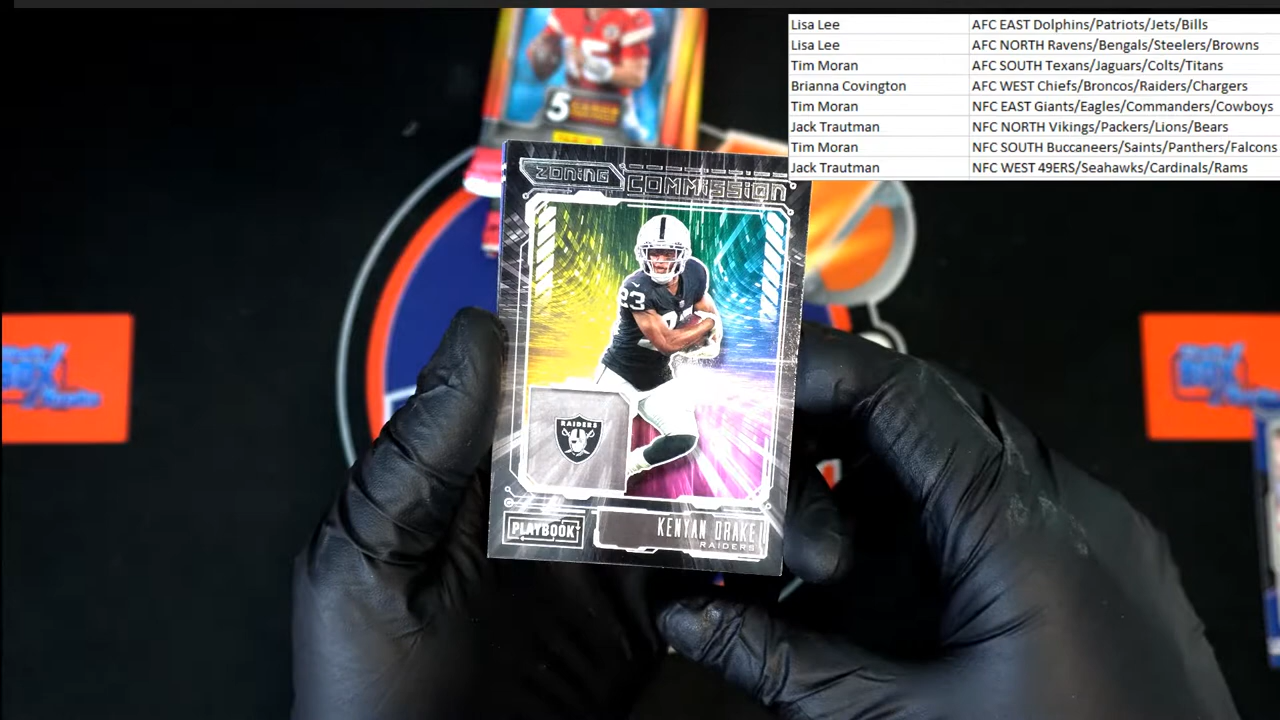 Lisa Lee AFC EAST Dolphins/Patriots/Jets/Bills
Lisa Lee AFC NORTH Ravens/Bengals/Steelers/Browns
Tim Moran AFC SOUTH Texans/Jaguars/Colts/Titans
Brianna Covington AFC WEST Chiefs/Broncos/Raiders/Chargers
Tim Moran NFC EAST Giants/Eagles/Commanders/Cowboys
Jack Trautman NFC NORTH Vikings/Packers/Lions/Bears
Tim Moran NFC SOUTH Buccaneers/Saints/Panthers/Falcons
Jack Trautman NFC WEST 49ERS/Seahawks/Cardinals/Rams
5
5
ZONING COMMISSION
23
RAIDERS
PLAYBOOK
KENYAN DRAKE
RAIDERS